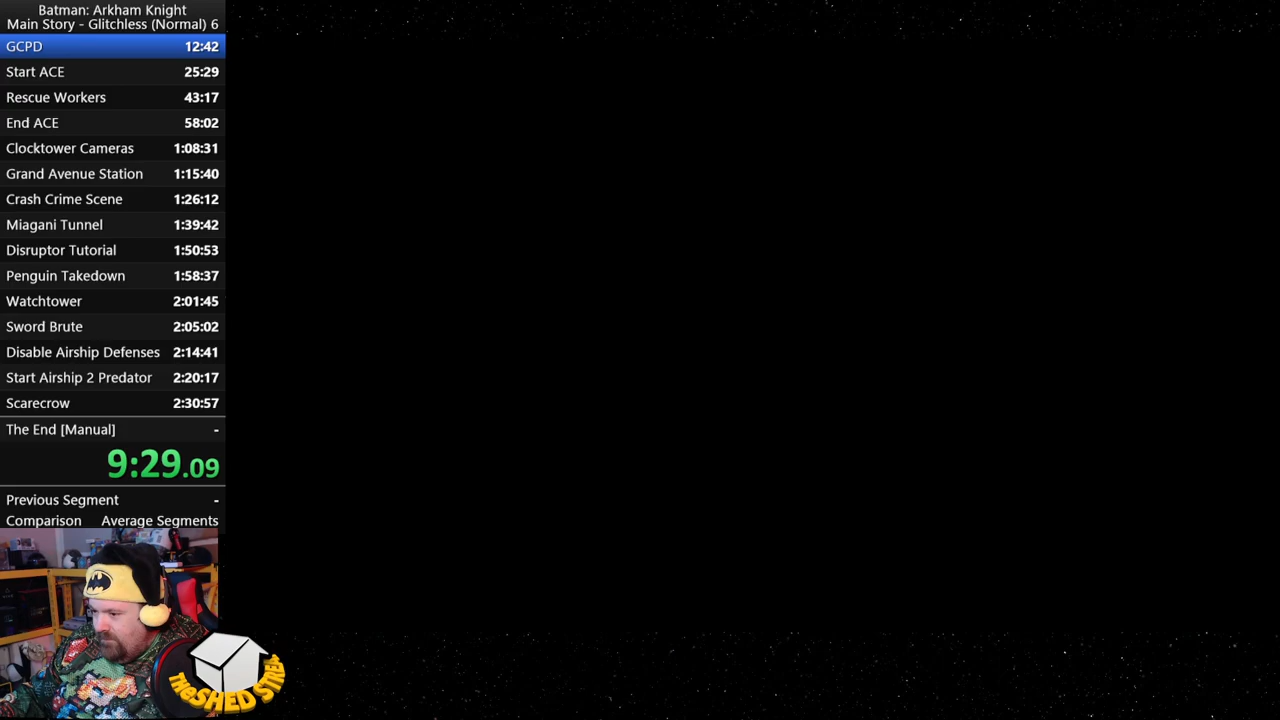 Batman: Arkham Knight
Main Story - Glitchless (Normal) 6
GCPD 12:42
Start ACE 25:29
Rescue Workers 43:17
End ACE 58:02
Clocktower Cameras 1:08:31
Grand Avenue Station 1:15:40
Crash Crime Scene 1:26:12
Miagani Tunnel 1:39:42
Disruptor Tutorial 1:50:53
Penguin Takedown 1:58:37
Watchtower 2:01:45
Sword Brute 2:05:02
Disable Airship Defenses 2:14:41
Start Airship 2 Predator 2:20:17
Scarecrow 2:30:57
The End [Manual] -
9:29.09
Previous Segment -
Comparison Average Segments
THESHED